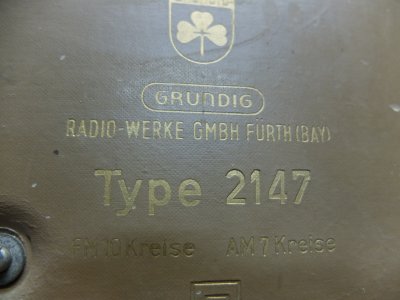 GRUNDIG
RADIO-WERKE GMBH FÜRTH(BAY)
Type 2147
FM 10 Kreise AM 7 Kreise